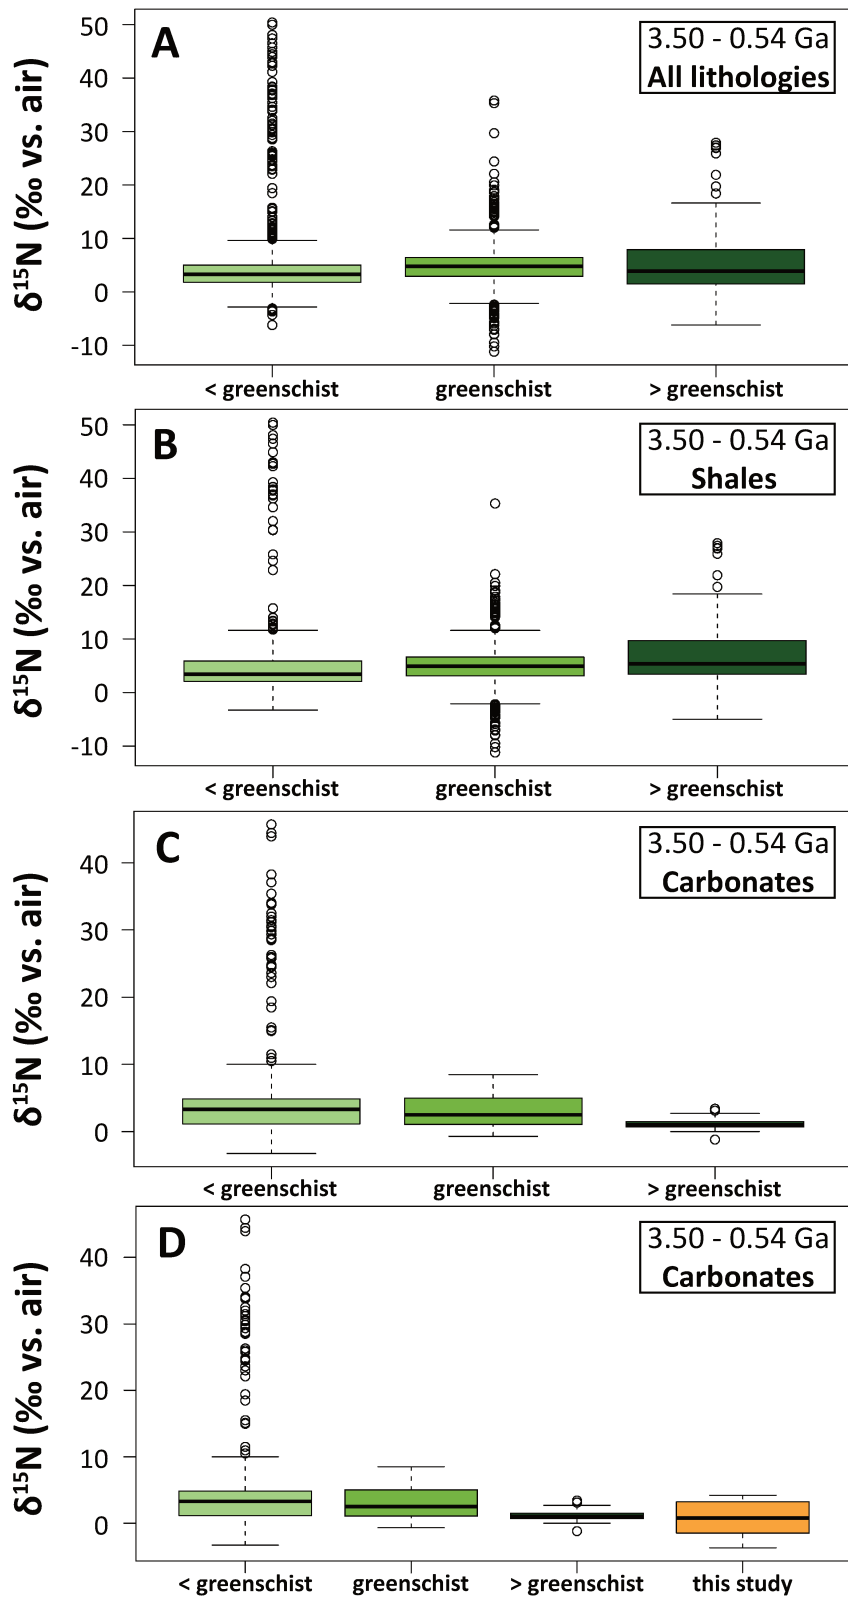 A
3.50 - 0.54 Ga
All lithologies
δ15N (‰ vs. air)
50
40
30
20
10
0
-10
< greenschist greenschist > greenschist
B
3.50 - 0.54 Ga
Shales
δ15N (‰ vs. air)
50
40
30
20
10
0
-10
< greenschist greenschist > greenschist
C
3.50 - 0.54 Ga
Carbonates
δ15N (‰ vs. air)
40
30
20
10
0
< greenschist greenschist > greenschist
D
3.50 - 0.54 Ga
Carbonates
δ15N (‰ vs. air)
40
30
20
10
0
< greenschist greenschist > greenschist this study